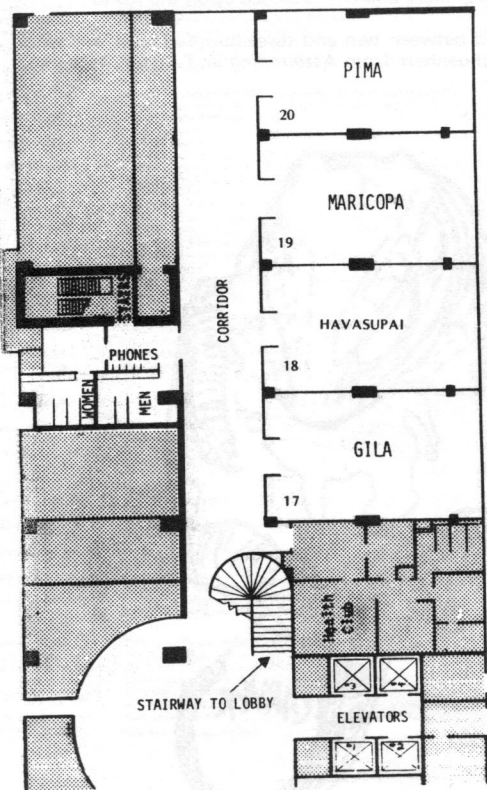 PIMA
20
MARICOPA
19
HAVASUPAI
18
GILA
17
CORRIDOR
STAIRS
PHONES
WOMEN
MEN
Health
Club
STAIRWAY TO LOBBY
ELEVATORS